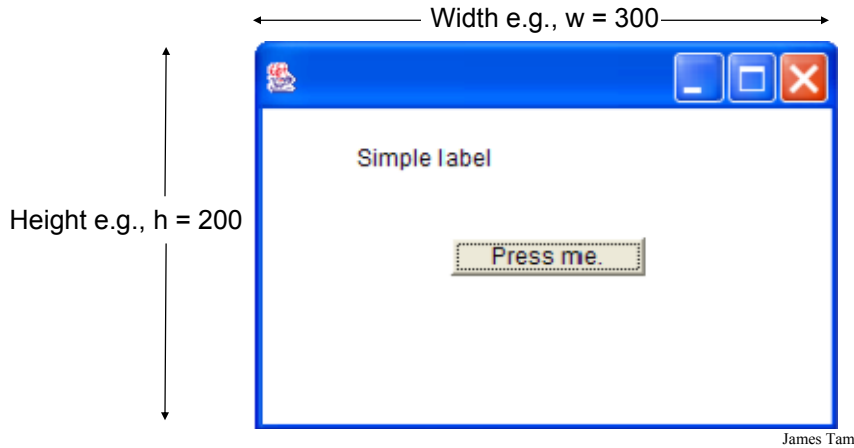 Width e.g., w = 300
Simple label
Height e.g., h = 200
Press me.
James Tam